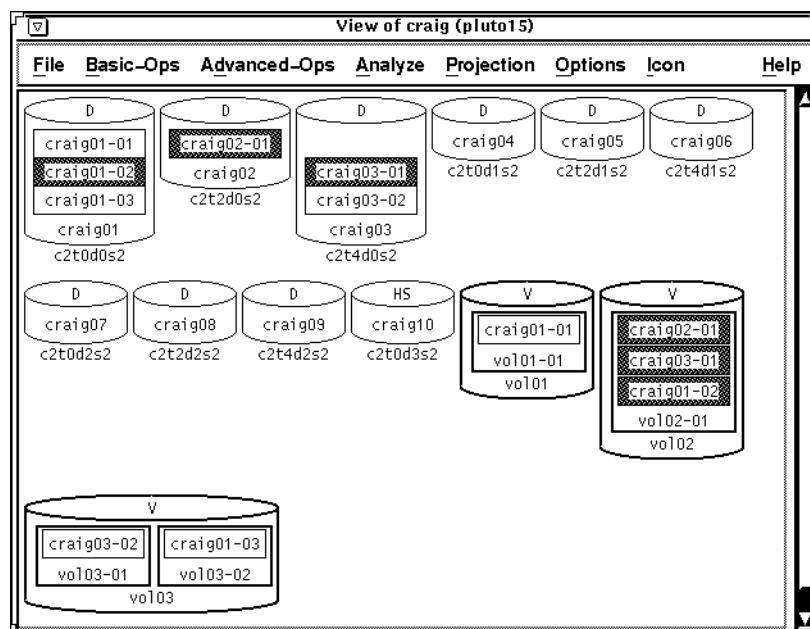 View of craig (pluto15)
File Basic-Ops Advanced-Ops Analyze Projection Options Icon Help
D D D D D D
craig01-01 craig02-01 craig04 craig05 craig06
craig01-02 craig02 craig03-01 c2t0d1s2 c2t2d1s2 c2t4d1s2
craig01-03 c2t2d0s2 craig03-02
craig01 craig03
c2t0d0s2 c2t4d0s2
D D D HS V V
craig07 craig08 craig09 craig10 craig01-01 craig02-01
c2t0d2s2 c2t2d2s2 c2t4d2s2 c2t0d3s2 vol01-01 craig03-01
vol01 craig01-02
vol02-01
vol02
V
craig03-02 craig01-03
vol03-01 vol03-02
vol03